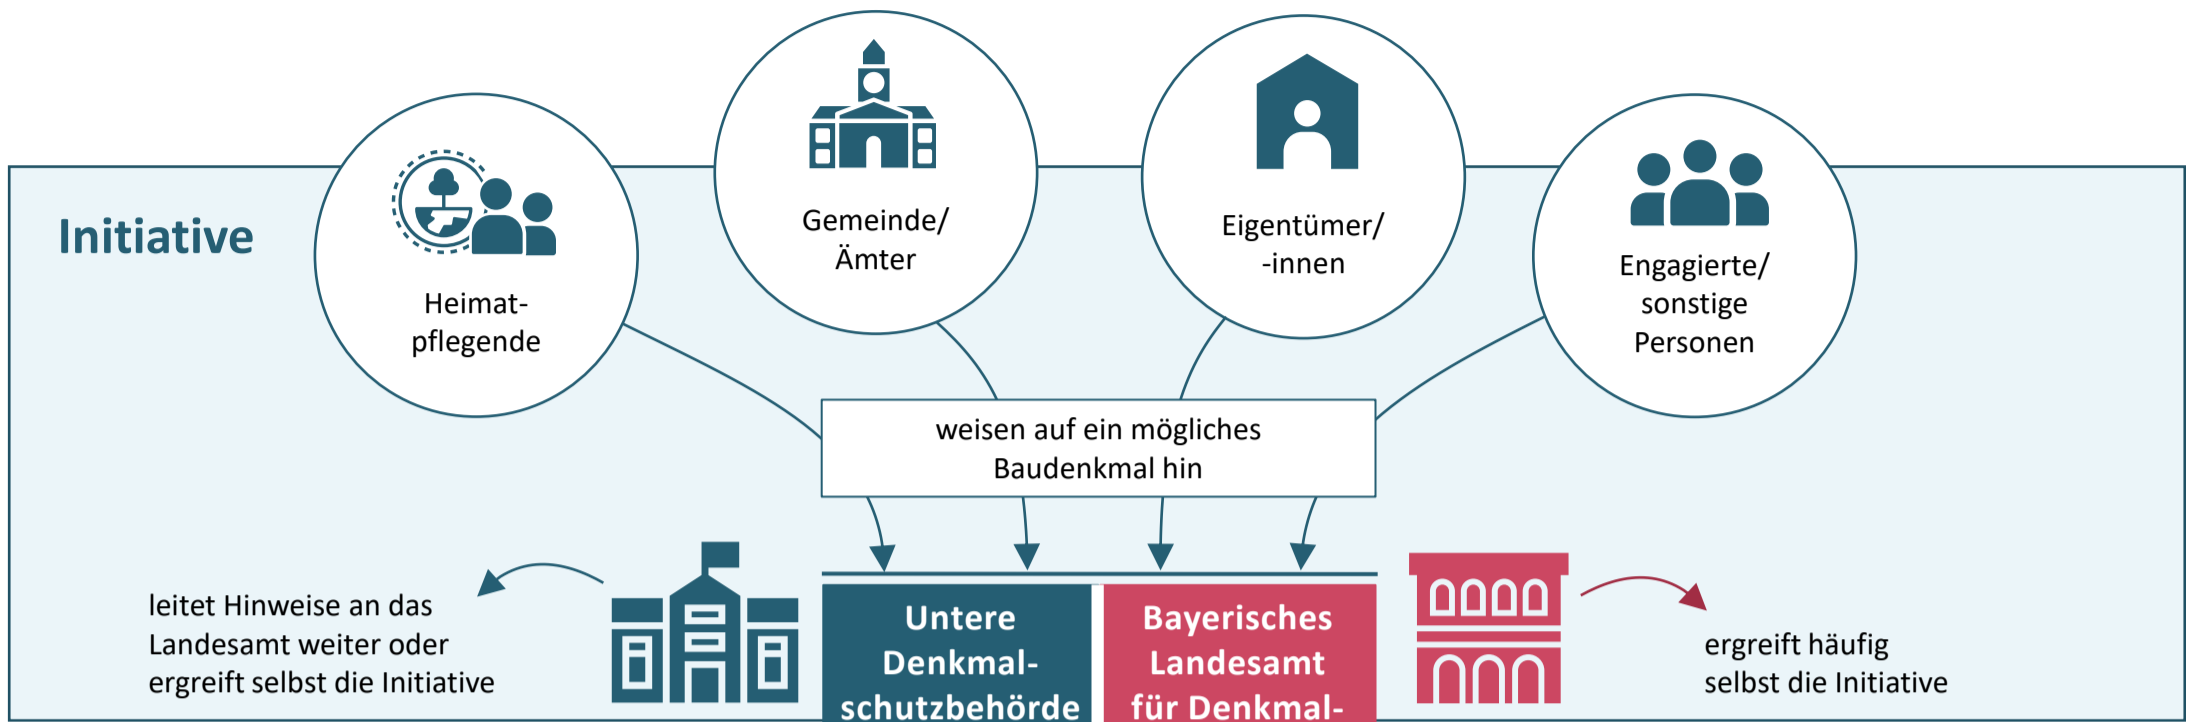 Initiative
Heimat-
pflegende
Gemeinde/
Ämter
Eigentümer/
-innen
Engagierte/
sonstige
Personen
weisen auf ein mögliches
Baudenkmal hin
leitet Hinweise an das
Landesamt weiter oder
ergreift selbst die Initiative
Untere
Denkmal-
schutzbehörde
Bayerisches
Landesamt
für Denkmal-
ergreift häufig
selbst die Initiative